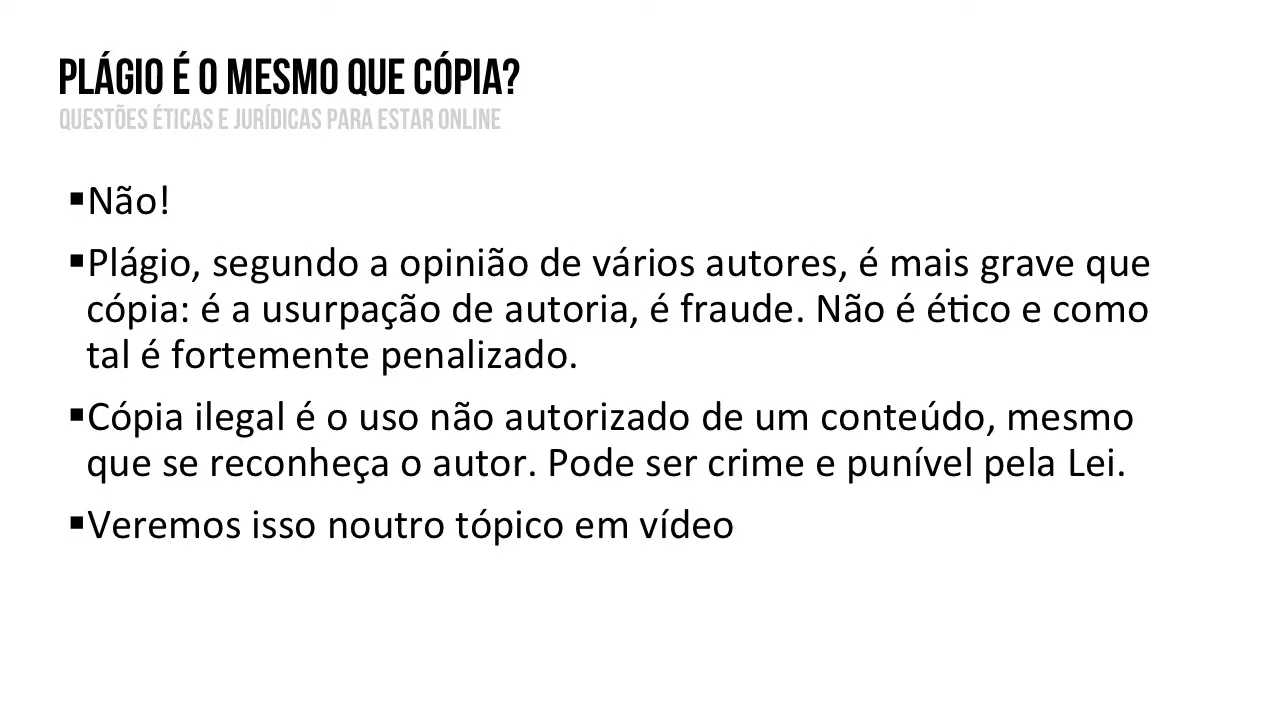 PLÁGIO É O MESMO QUE CÓPIA?
QUESTÕES ÉTICAS E JURÍDICAS PARA ESTAR ONLINE
▪Não!
▪Plágio, segundo a opinião de vários autores, é mais grave que
cópia: é a usurpação de autoria, é fraude. Não é ético e como
tal é fortemente penalizado.
▪Cópia ilegal é o uso não autorizado de um conteúdo, mesmo
que se reconheça o autor. Pode ser crime e punível pela Lei.
▪Veremos isso noutro tópico em vídeo